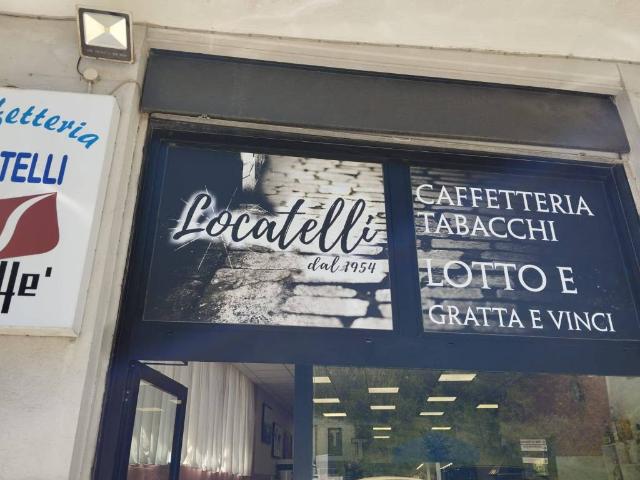 Locatelli
dal 1954
CAFFETTERIA
TABACCHI
LOTTO E
GRATTA E VINCI
fetteria
TELLI
ffe'